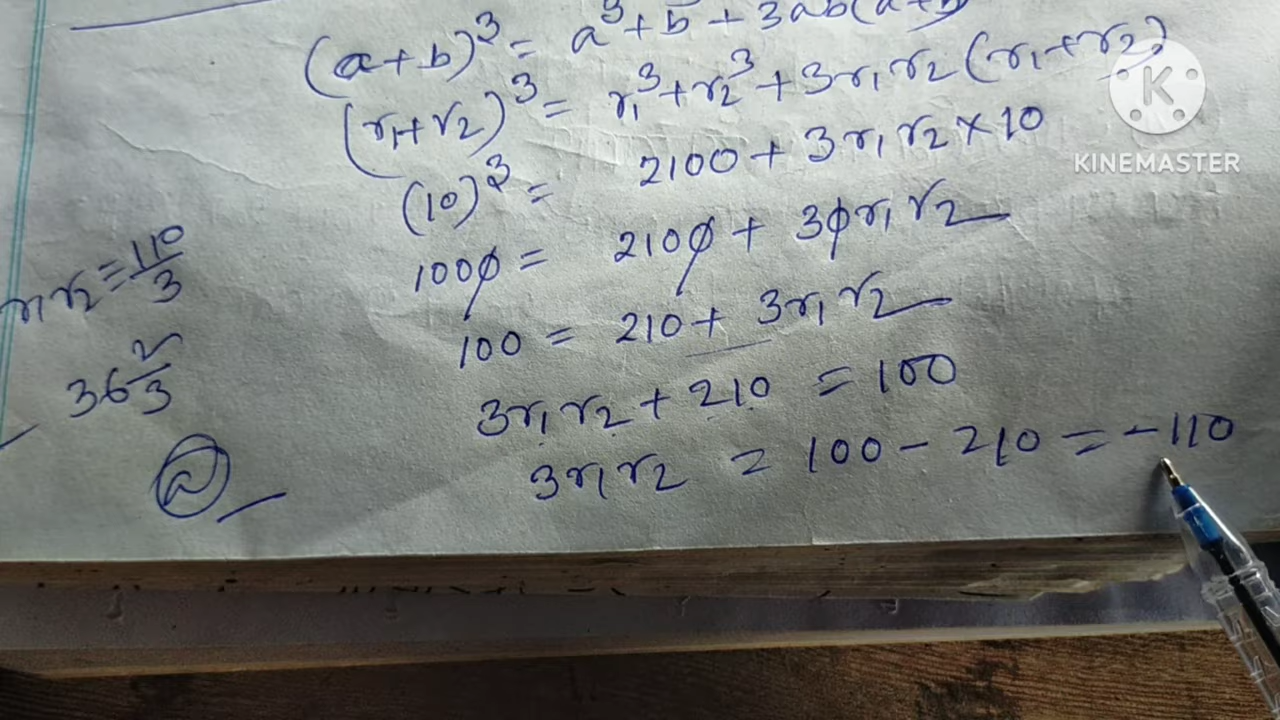 (a+b)³ = a³+b + 3ab(a+b)
(r₁+r₂)³ = r₁³+r₂³+3r₁r₂(r₁+r₂)
(10)³ = 2100 + 3r₁r₂×10
1000 = 2100 + 30r₁r₂
100 = 210 + 3r₁r₂
3r₁r₂ + 210 = 100
3r₁r₂ = 100 - 210 = -110
r₁r₂ = 110/3
36 2/3
K
KINEMASTER